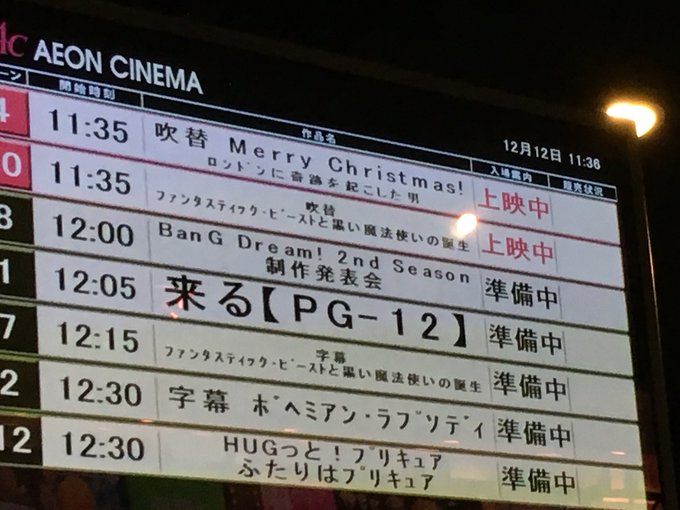 AEON CINEMA
12月12日 11:36
開始時刻 作品名 入場案内 販売状況
4 11:35 吹替 Merry Christmas! 上映中
ロンドンに奇跡を起こした男
0 11:35 吹替 上映中
ファンタスティック・ビーストと黒い魔法使いの誕生
8 12:00 BanG Dream! 2nd Season 準備中
制作発表会
1 12:05 来る【PG-12】 準備中
7 12:15 字幕 準備中
ファンタスティック・ビーストと黒い魔法使いの誕生
2 12:30 字幕 ボヘミアン・ラプソディ 準備中
12 12:30 HUGっと!プリキュア 準備中
ふたりはプリキュア